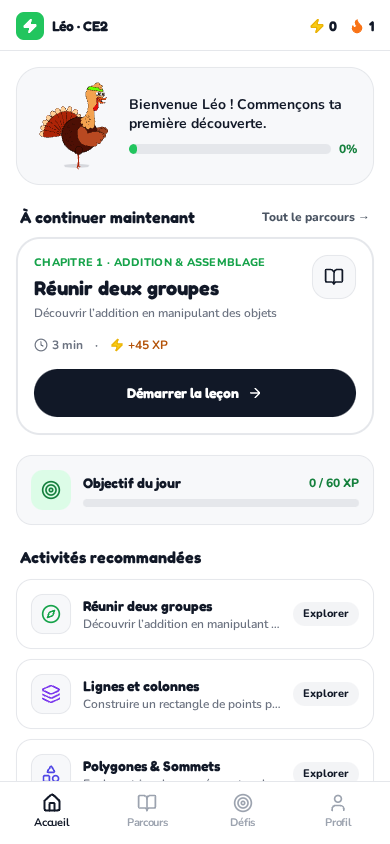 Léo · CE2
0
1
Bienvenue Léo ! Commençons ta
première découverte.
0%
À continuer maintenant
Tout le parcours →
CHAPITRE 1 · ADDITION & ASSEMBLAGE
Réunir deux groupes
Découvrir l'addition en manipulant des objets
3 min · +45 XP
Démarrer la leçon →
Objectif du jour
0 / 60 XP
Activités recommandées
Réunir deux groupes
Découvrir l'addition en manipulant ...
Explorer
Lignes et colonnes
Construire un rectangle de points p...
Explorer
Polygones & Sommets
Explorer
Accueil
Parcours
Défis
Profil